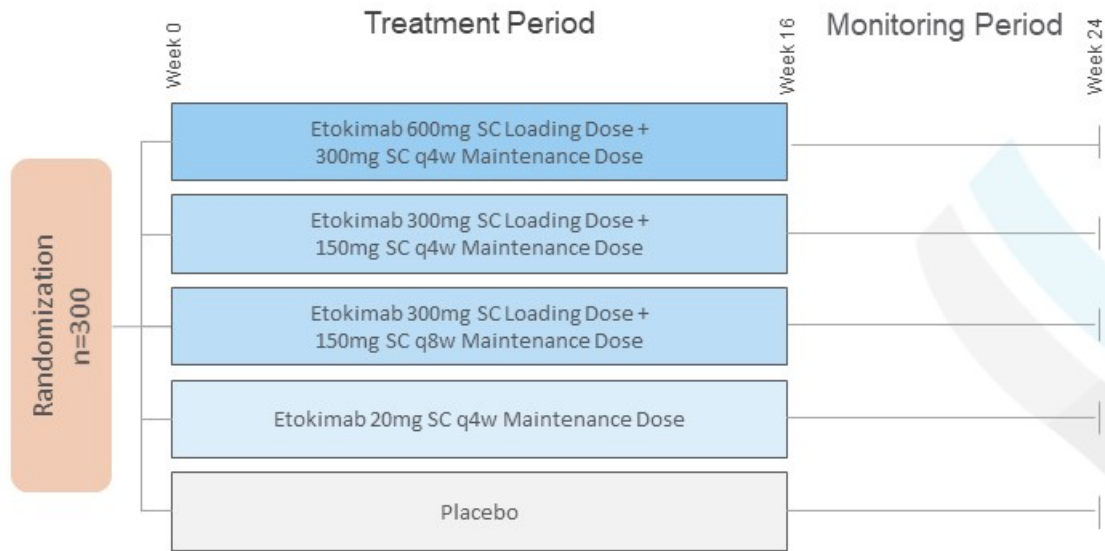 Treatment Period
Monitoring Period
Week 0
Week 16
Week 24
Randomization
n=300
Etokimab 600mg SC Loading Dose +
300mg SC q4w Maintenance Dose
Etokimab 300mg SC Loading Dose +
150mg SC q4w Maintenance Dose
Etokimab 300mg SC Loading Dose +
150mg SC q8w Maintenance Dose
Etokimab 20mg SC q4w Maintenance Dose
Placebo